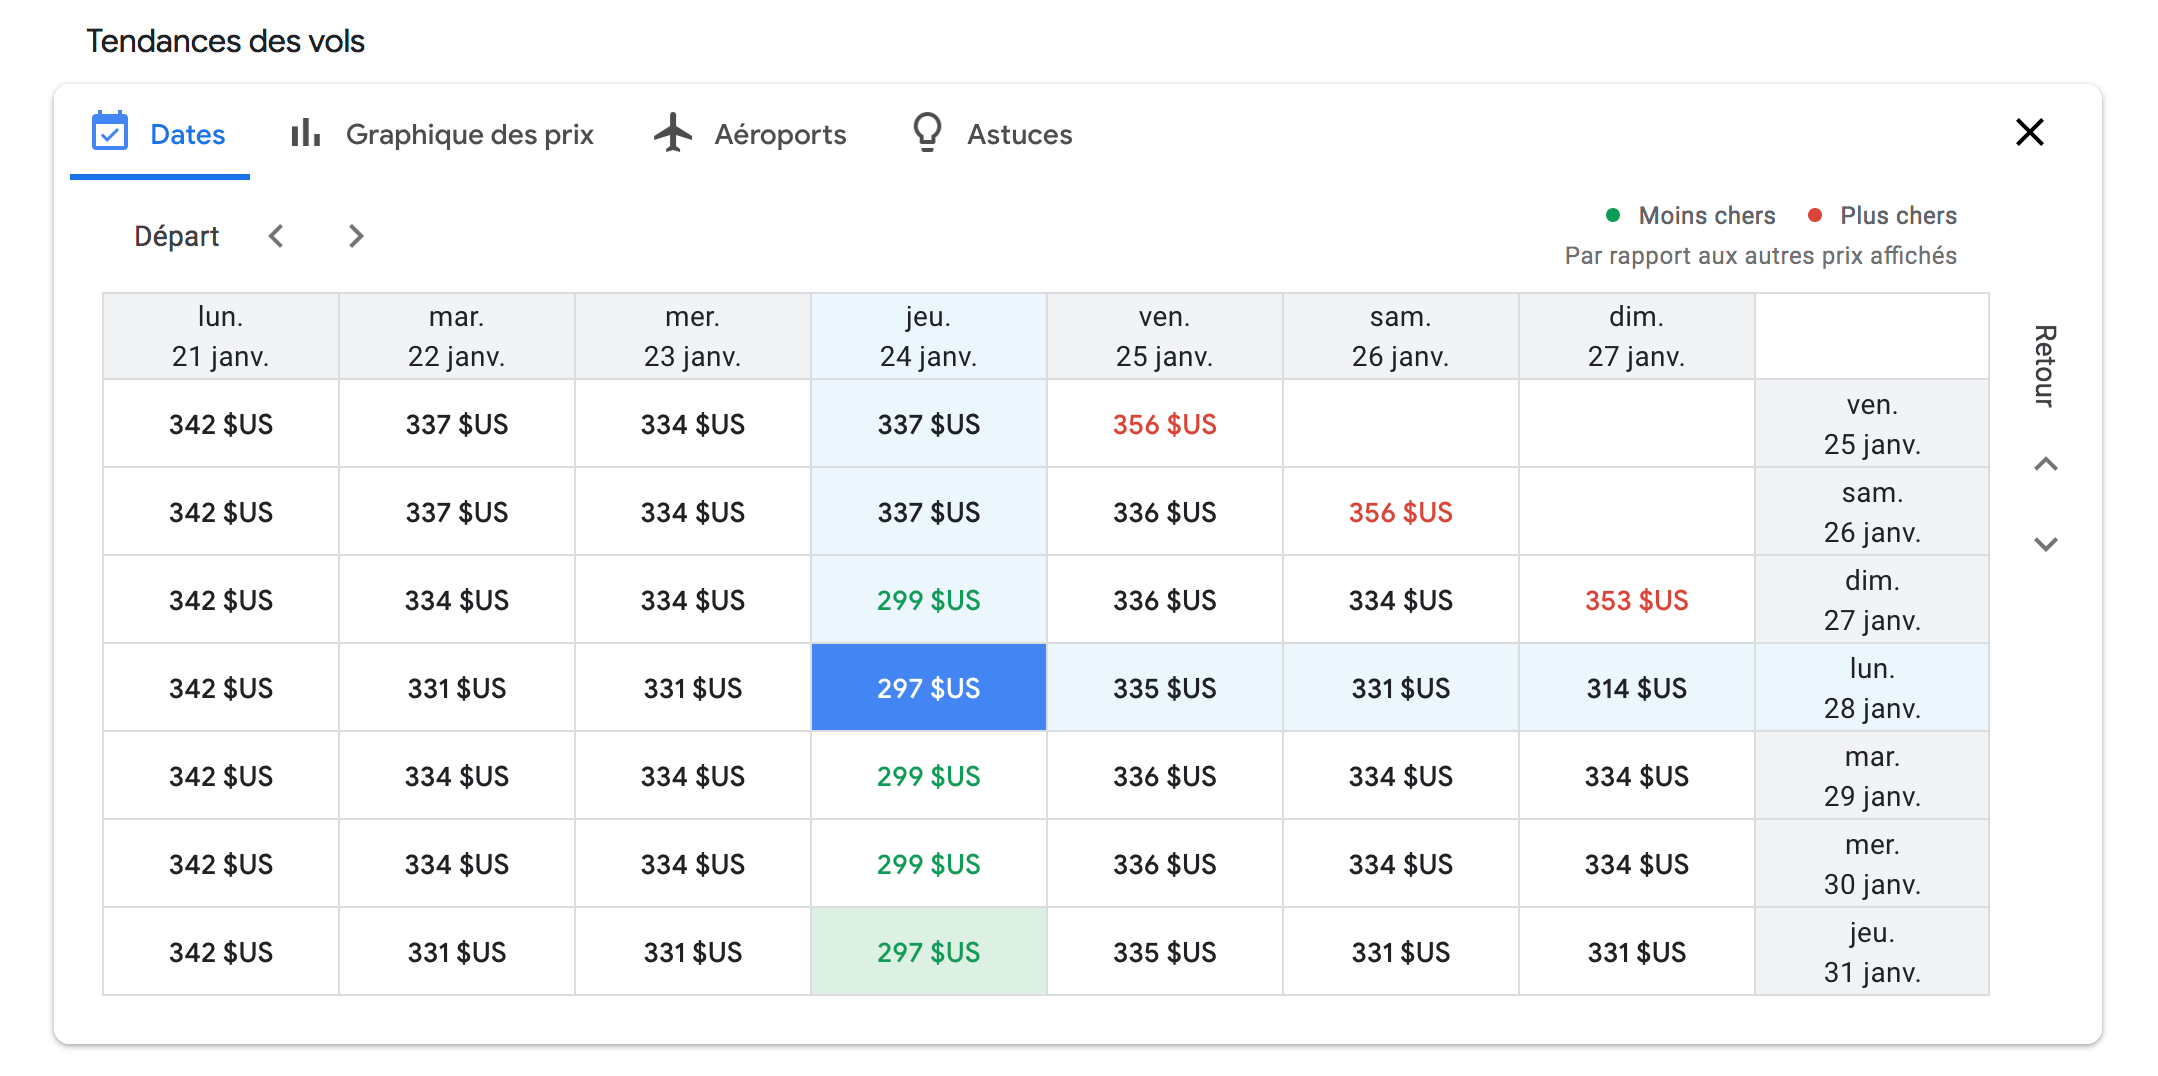 Tendances des vols
Dates Graphique des prix Aéroports Astuces
Départ
Moins chers Plus chers
Par rapport aux autres prix affichés
lun. mar. mer. jeu. ven. sam. dim.
21 janv. 22 janv. 23 janv. 24 janv. 25 janv. 26 janv. 27 janv.
Retour
342 $US 337 $US 334 $US 337 $US 356 $US ven. 25 janv.
342 $US 337 $US 334 $US 337 $US 336 $US 356 $US sam. 26 janv.
342 $US 334 $US 334 $US 299 $US 336 $US 334 $US 353 $US dim. 27 janv.
342 $US 331 $US 331 $US 297 $US 335 $US 331 $US 314 $US lun. 28 janv.
342 $US 334 $US 334 $US 299 $US 336 $US 334 $US 334 $US mar. 29 janv.
342 $US 334 $US 334 $US 299 $US 336 $US 334 $US 334 $US mer. 30 janv.
342 $US 331 $US 331 $US 297 $US 335 $US 331 $US 331 $US jeu. 31 janv.